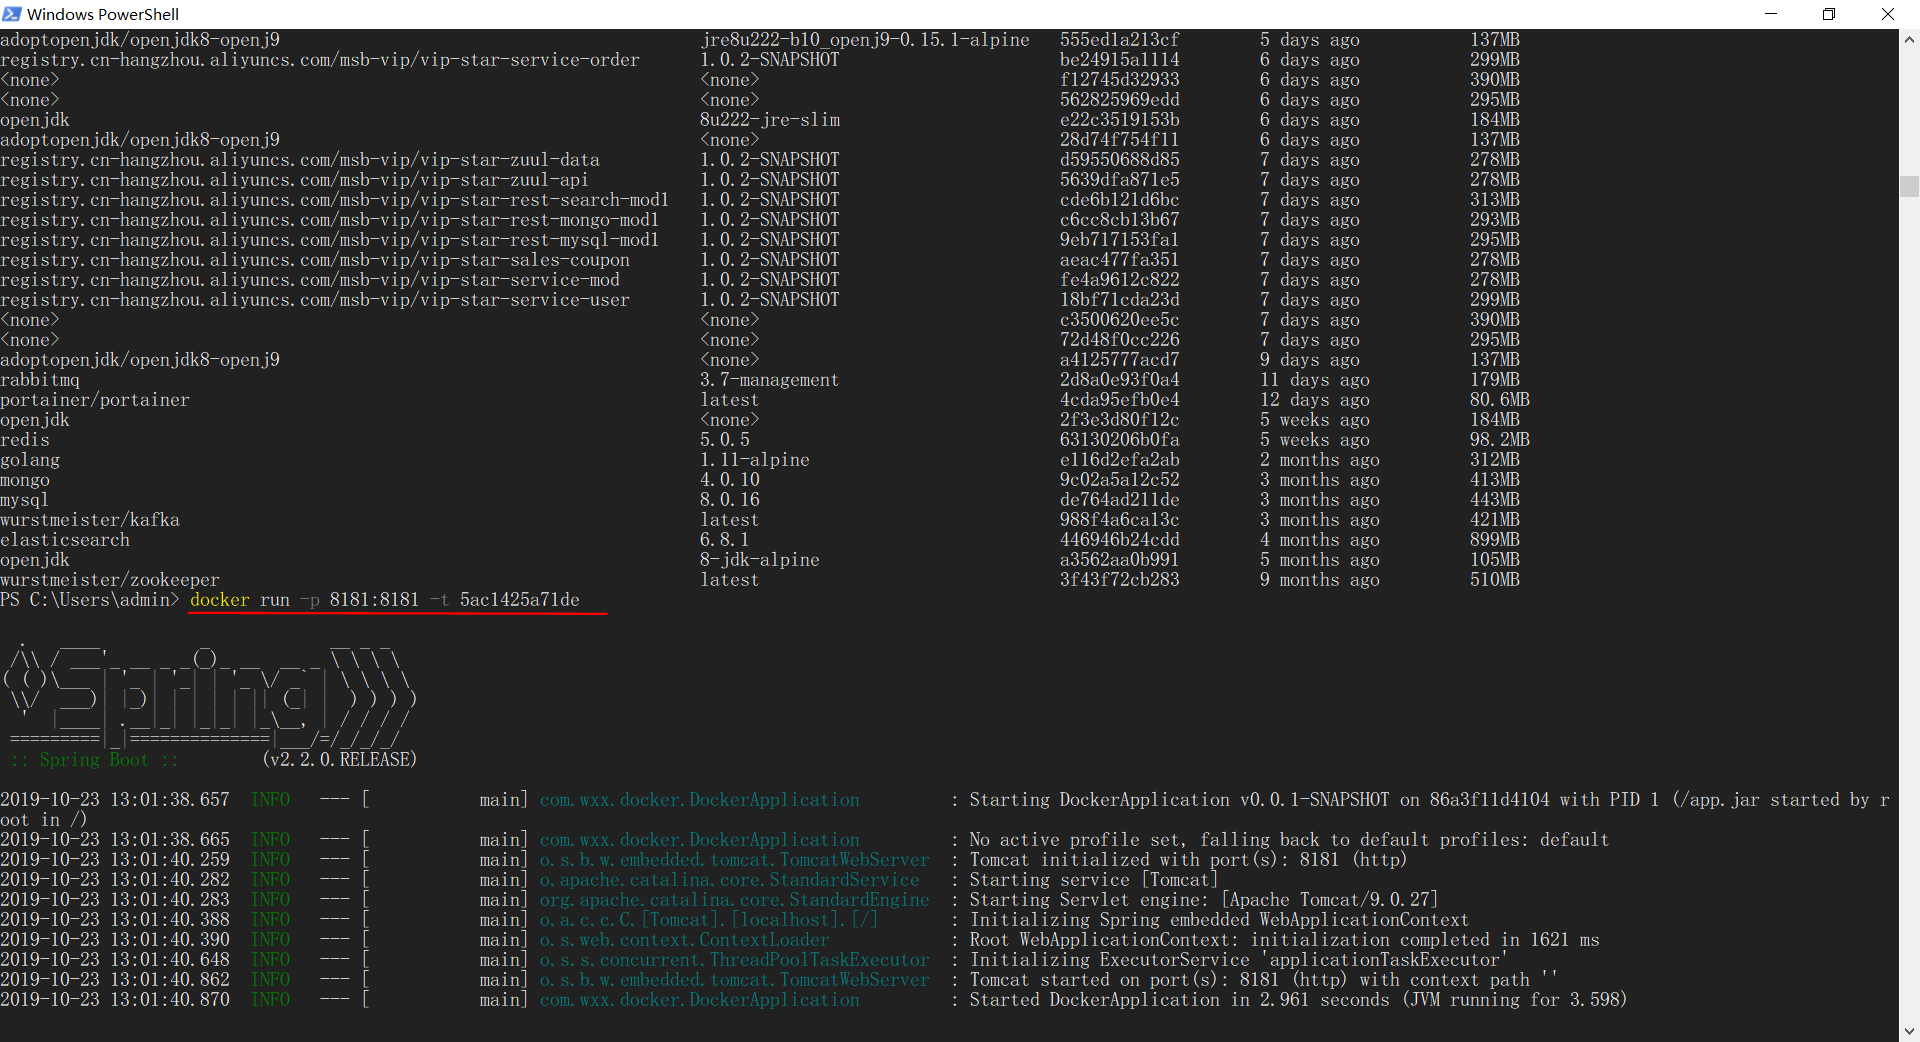 Windows PowerShell
adoptopenjdk/openjdk8-openj9 jre8u222-b10_openj9-0.15.1-alpine 555ed1a213cf 5 days ago 137MB
registry.cn-hangzhou.aliyuncs.com/msb-vip/vip-star-service-order 1.0.2-SNAPSHOT be24915a1114 6 days ago 299MB
<none> <none> f12745d32933 6 days ago 390MB
<none> <none> 562825969edd 6 days ago 295MB
openjdk 8u222-jre-slim e22c3519153b 6 days ago 184MB
adoptopenjdk/openjdk8-openj9 <none> 28d74f754f11 6 days ago 137MB
registry.cn-hangzhou.aliyuncs.com/msb-vip/vip-star-zuul-data 1.0.2-SNAPSHOT d59550688d85 7 days ago 278MB
registry.cn-hangzhou.aliyuncs.com/msb-vip/vip-star-zuul-api 1.0.2-SNAPSHOT 5639dfa871e5 7 days ago 278MB
registry.cn-hangzhou.aliyuncs.com/msb-vip/vip-star-rest-search-mod1 1.0.2-SNAPSHOT cde6b121d6bc 7 days ago 313MB
registry.cn-hangzhou.aliyuncs.com/msb-vip/vip-star-rest-mongo-mod1 1.0.2-SNAPSHOT c6cc8cb13b67 7 days ago 293MB
registry.cn-hangzhou.aliyuncs.com/msb-vip/vip-star-rest-mysql-mod1 1.0.2-SNAPSHOT 9eb717153fa1 7 days ago 295MB
registry.cn-hangzhou.aliyuncs.com/msb-vip/vip-star-sales-coupon 1.0.2-SNAPSHOT aeac477fa351 7 days ago 278MB
registry.cn-hangzhou.aliyuncs.com/msb-vip/vip-star-service-mod 1.0.2-SNAPSHOT fe4a9612c822 7 days ago 278MB
registry.cn-hangzhou.aliyuncs.com/msb-vip/vip-star-service-user 1.0.2-SNAPSHOT 18bf71cda23d 7 days ago 299MB
<none> <none> c3500620ee5c 7 days ago 390MB
<none> <none> 72d48f0cc226 7 days ago 295MB
adoptopenjdk/openjdk8-openj9 <none> a4125777acd7 9 days ago 137MB
rabbitmq 3.7-management 2d8a0e93f0a4 11 days ago 179MB
portainer/portainer latest 4cda95efb0e4 12 days ago 80.6MB
openjdk <none> 2f3e3d80f12c 5 weeks ago 184MB
redis 5.0.5 63130206b0fa 5 weeks ago 98.2MB
golang 1.11-alpine e116d2efa2ab 2 months ago 312MB
mongo 4.0.10 9c02a5a12c52 3 months ago 413MB
mysql 8.0.16 de764ad211de 3 months ago 443MB
wurstmeister/kafka latest 988f4a6ca13c 3 months ago 421MB
elasticsearch 6.8.1 446946b24cdd 4 months ago 899MB
openjdk 8-jdk-alpine a3562aa0b991 5 months ago 105MB
wurstmeister/zookeeper latest 3f43f72cb283 9 months ago 510MB
PS C:\Users\admin> docker run -p 8181:8181 -t 5ac1425a71de
Spring
:: Spring Boot :: (v2.2.0.RELEASE)
2019-10-23 13:01:38.657 INFO --- [ main] com.wxx.docker.DockerApplication : Starting DockerApplication v0.0.1-SNAPSHOT on 86a3f11d4104 with PID 1 (/app.jar started by r
oot in /)
2019-10-23 13:01:38.665 INFO --- [ main] com.wxx.docker.DockerApplication : No active profile set, falling back to default profiles: default
2019-10-23 13:01:40.259 INFO --- [ main] o.s.b.w.embedded.tomcat.TomcatWebServer : Tomcat initialized with port(s): 8181 (http)
2019-10-23 13:01:40.282 INFO --- [ main] o.apache.catalina.core.StandardService : Starting service [Tomcat]
2019-10-23 13:01:40.283 INFO --- [ main] org.apache.catalina.core.StandardEngine : Starting Servlet engine: [Apache Tomcat/9.0.27]
2019-10-23 13:01:40.388 INFO --- [ main] o.a.c.c.C.[Tomcat].[localhost].[/] : Initializing Spring embedded WebApplicationContext
2019-10-23 13:01:40.390 INFO --- [ main] o.s.web.context.ContextLoader : Root WebApplicationContext: initialization completed in 1621 ms
2019-10-23 13:01:40.648 INFO --- [ main] o.s.s.concurrent.ThreadPoolTaskExecutor : Initializing ExecutorService 'applicationTaskExecutor'
2019-10-23 13:01:40.862 INFO --- [ main] o.s.b.w.embedded.tomcat.TomcatWebServer : Tomcat started on port(s): 8181 (http) with context path ''
2019-10-23 13:01:40.870 INFO --- [ main] com.wxx.docker.DockerApplication : Started DockerApplication in 2.961 seconds (JVM running for 3.598)